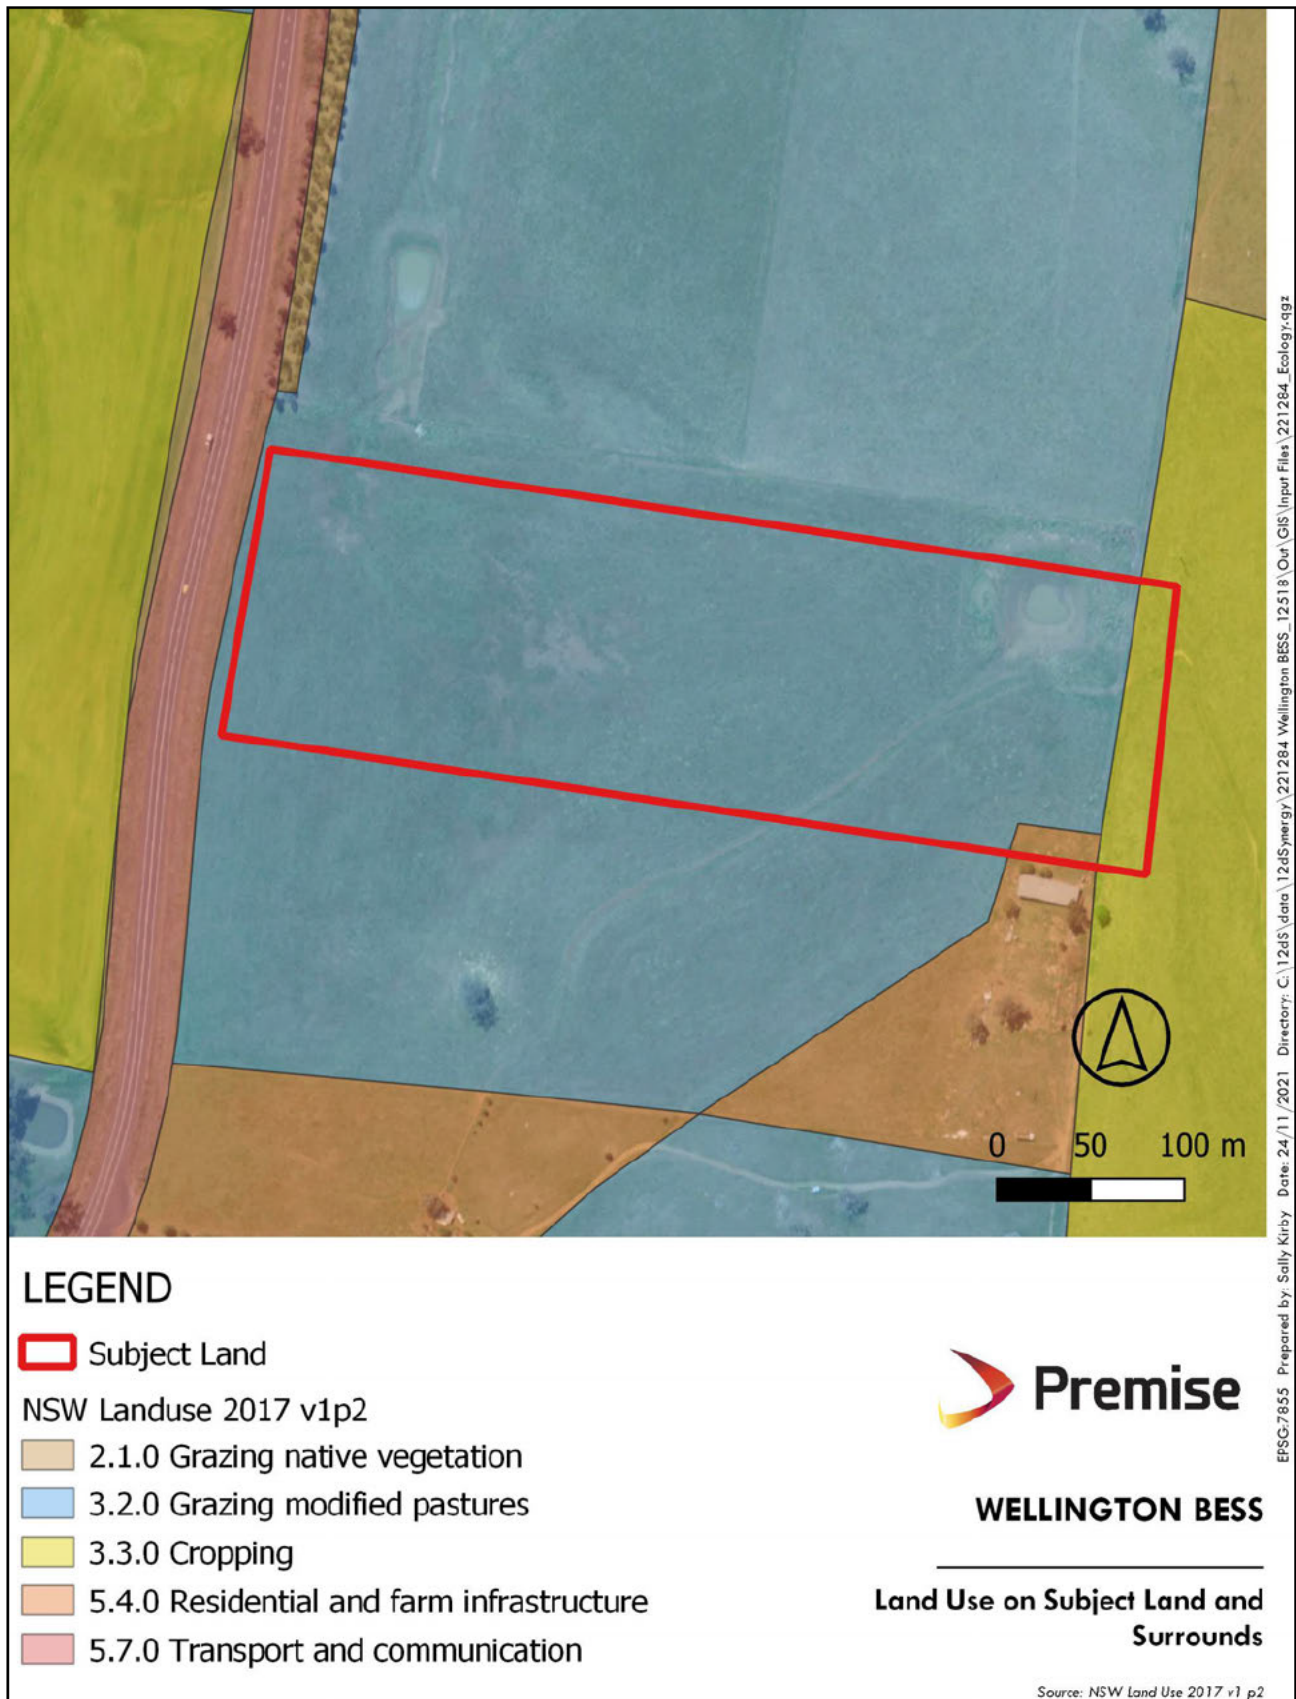 0 50 100 m
LEGEND
Subject Land
NSW Landuse 2017 v1p2
2.1.0 Grazing native vegetation
3.2.0 Grazing modified pastures
3.3.0 Cropping
5.4.0 Residential and farm infrastructure
5.7.0 Transport and communication
Premise
WELLINGTON BESS
Land Use on Subject Land and
Surrounds
Source: NSW Land Use 2017 v1 p2
EPSG:7855 Prepared by: Sally Kirby Date: 24/11/2021 Directory: C:\12dS\data\12dSynergy\221284 Wellington BESS_12518\Out\GIS\Input Files\221284_Ecology.qgz